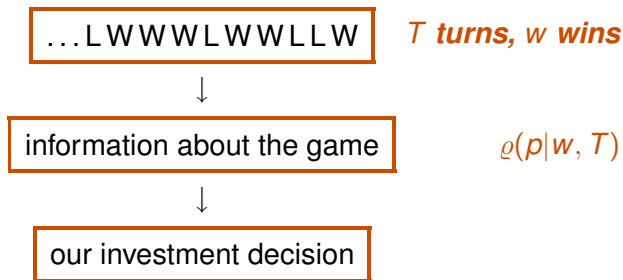 ...LWWWLWWLLW T turns, w wins
↓
information about the game ϱ(p|w, T)
↓
our investment decision